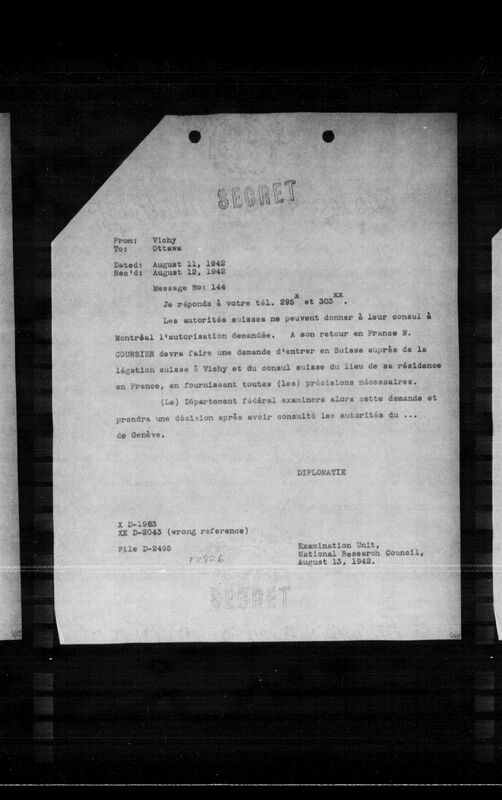 SECRET
From: Vichy
To: Ottawa
Dated: August 11, 1942
Rec'd: August 12, 1942
Message No: 144
Je réponds à votre tél. 295 X et 303 XX.
Les autorités suisses ne peuvent donner à leur consul à
Montréal l'autorisation demandée. A son retour en France M.
COURSIER devra faire une demande d'entrer en Suisse auprès de la
légation suisse à Vichy et du consul suisse du lieu de sa résidence
en France, en fournissant toutes (les) précisions nécessaires.
(Le) Département fédéral examinera alors cette demande et
prendra une décision après avoir consulté les autorités du ...
de Genève.
DIPLOMATIE
X D-1963
XX D-2043 (wrong reference)
File D-2495
F2826
Examination Unit,
National Research Council,
August 13, 1942.
SECRET